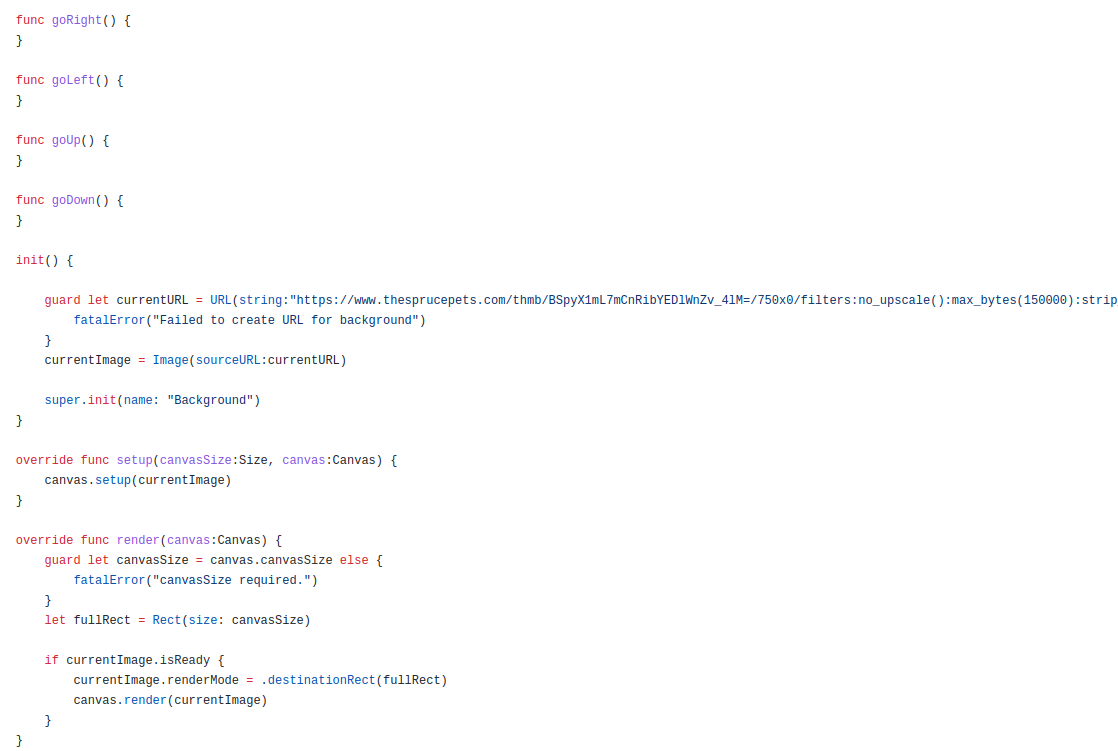 func goRight() {
}
func goLeft() {
}
func goUp() {
}
func goDown() {
}
init() {
guard let currentURL = URL(string:"https://www.thesprucepets.com/thmb/BSpyX1mL7mCnRibYEDlWnZv_4lM=/750x0/filters:no_upscale():max_bytes(150000):strip
fatalError("Failed to create URL for background")
}
currentImage = Image(sourceURL:currentURL)
super.init(name: "Background")
}
override func setup(canvasSize:Size, canvas:Canvas) {
canvas.setup(currentImage)
}
override func render(canvas:Canvas) {
guard let canvasSize = canvas.canvasSize else {
fatalError("canvasSize required.")
}
let fullRect = Rect(size: canvasSize)
if currentImage.isReady {
currentImage.renderMode = .destinationRect(fullRect)
canvas.render(currentImage)
}
}